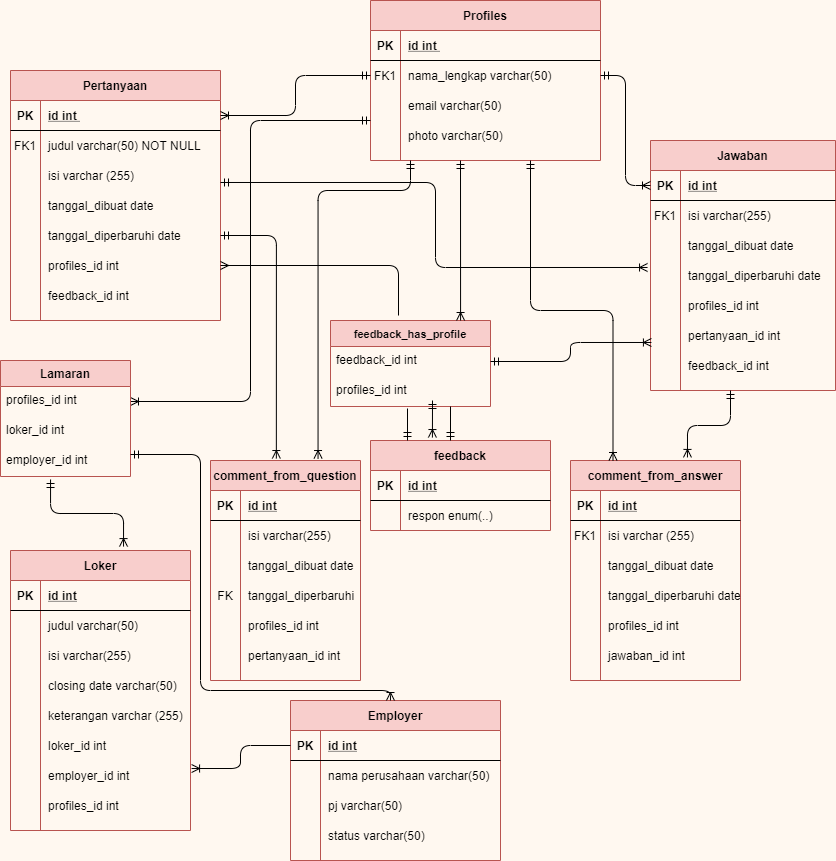 Profiles
PK id int
FK1 nama_lengkap varchar(50)
email varchar(50)
photo varchar(50)
Pertanyaan
PK id int
FK1 judul varchar(50) NOT NULL
isi varchar (255)
tanggal_dibuat date
tanggal_diperbaruhi date
profiles_id int
feedback_id int
Jawaban
PK id int
FK1 isi varchar(255)
tanggal_dibuat date
tanggal_diperbaruhi date
profiles_id int
pertanyaan_id int
feedback_id int
feedback_has_profile
feedback_id int
profiles_id int
Lamaran
profiles_id int
loker_id int
employer_id int
feedback
PK id int
respon enum(..)
comment_from_question
PK id int
isi varchar(255)
tanggal_dibuat date
FK tanggal_diperbaruhi
profiles_id int
pertanyaan_id int
comment_from_answer
PK id int
FK1 isi varchar (255)
tanggal_dibuat date
tanggal_diperbaruhi date
profiles_id int
jawaban_id int
Loker
PK id int
judul varchar(50)
isi varchar(255)
closing date varchar(50)
keterangan varchar (255)
loker_id int
employer_id int
profiles_id int
Employer
PK id int
nama perusahaan varchar(50)
pj varchar(50)
status varchar(50)